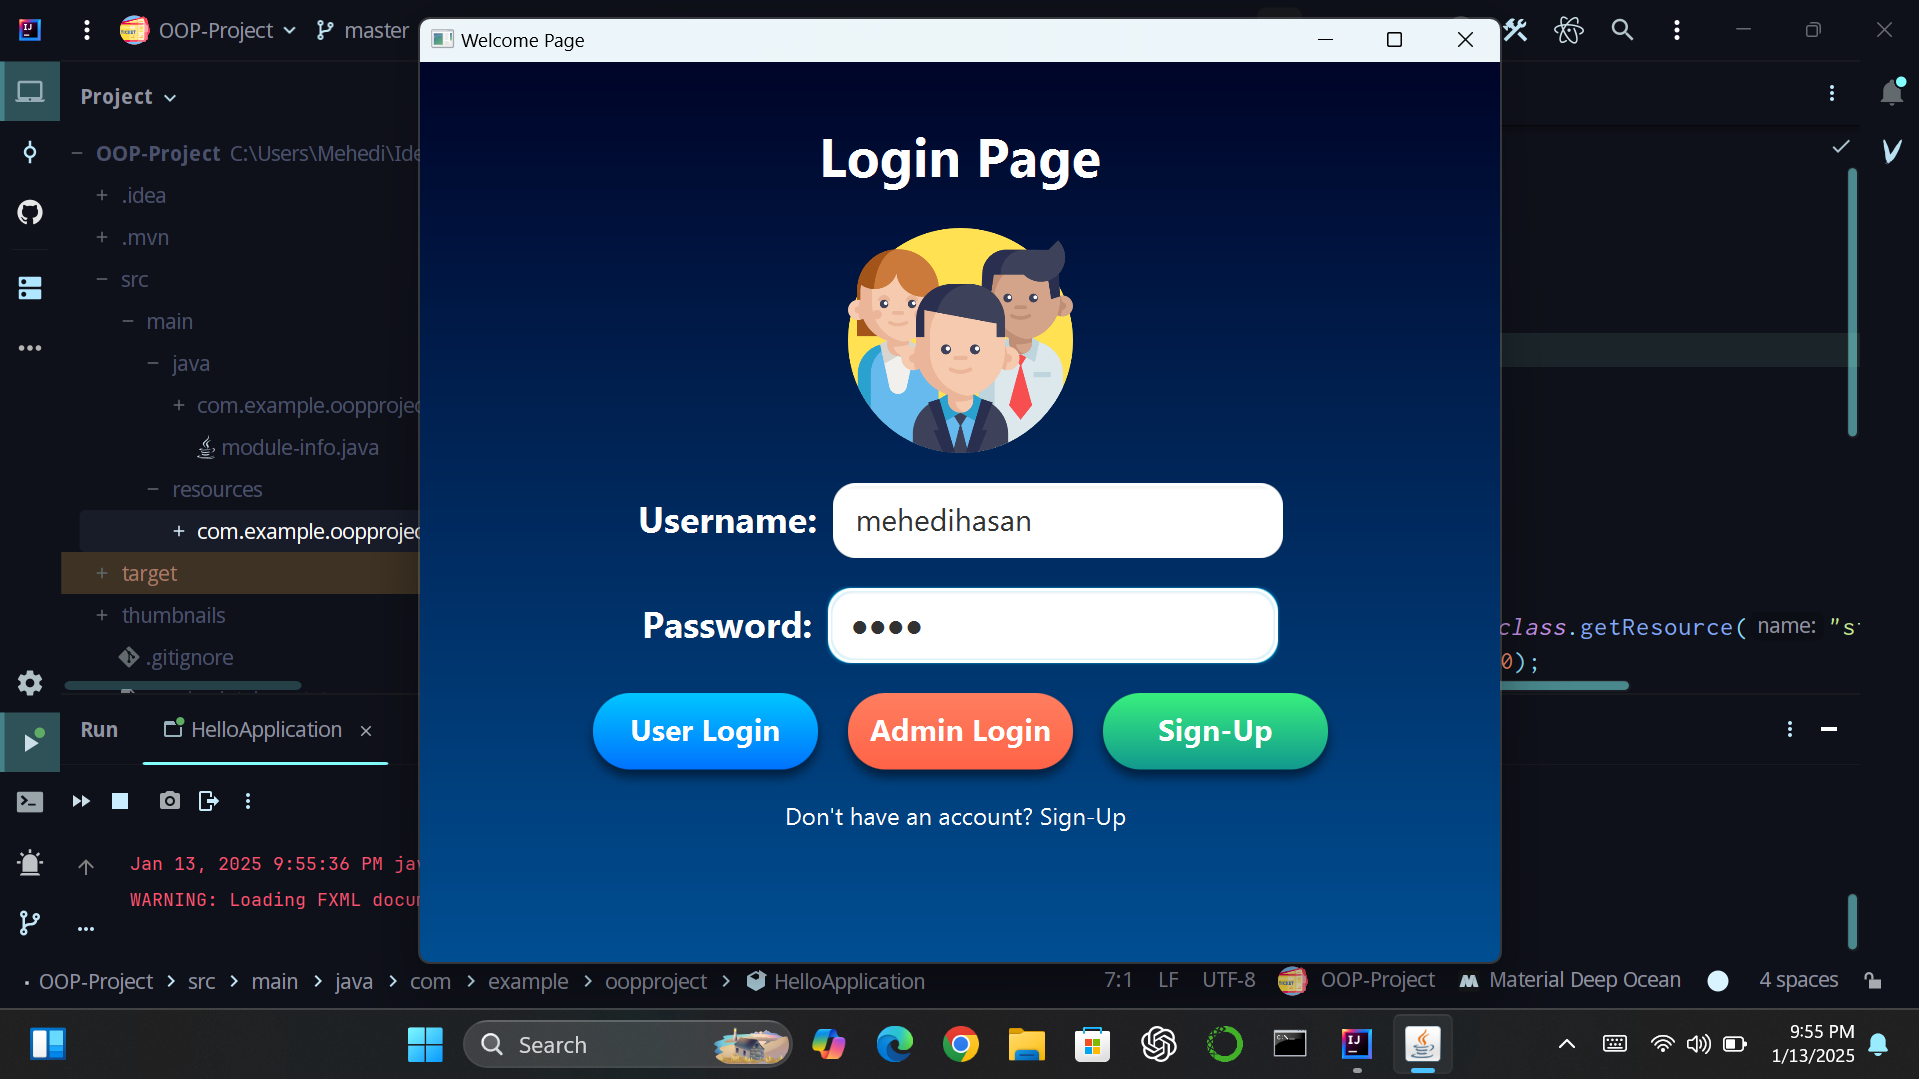 OOP-Project
master
Welcome Page
Project
OOP-Project C:\Users\Mehedi\Ide
.idea
.mvn
src
main
java
com.example.oopproje
module-info.java
resources
com.example.oopproje
target
thumbnails
.gitignore
Login Page
Username: mehedihasan
Password: ●●●●
User Login Admin Login Sign-Up
Don't have an account? Sign-Up
class.getResource( name: "s
0);
Run HelloApplication
Jan 13, 2025 9:55:36 PM jav
WARNING: Loading FXML docu
OOP-Project > src > main > java > com > example > oopproject > HelloApplication
7:1 LF UTF-8 OOP-Project Material Deep Ocean 4 spaces
Search
9:55 PM
1/13/2025